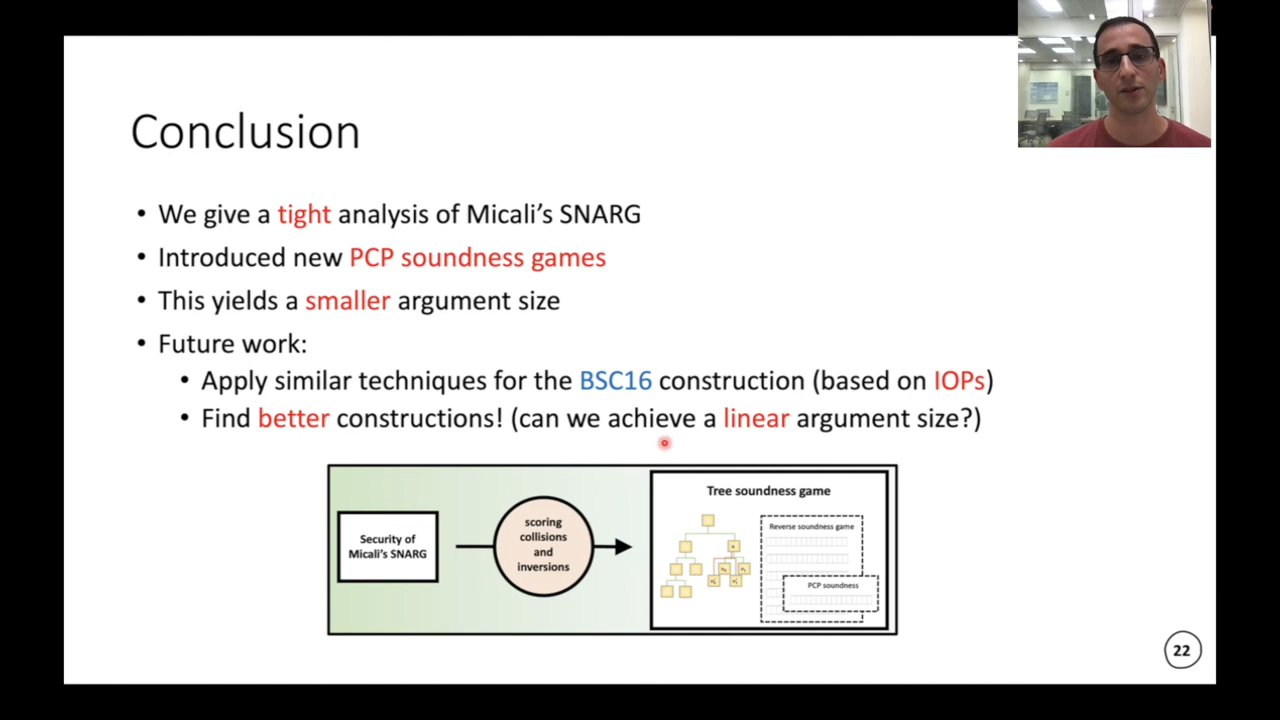 Conclusion
• We give a tight analysis of Micali’s SNARG
• Introduced new PCP soundness games
• This yields a smaller argument size
• Future work:
• Apply similar techniques for the BSC16 construction (based on IOPs)
• Find better constructions! (can we achieve a linear argument size?)
Security of
Micali’s SNARG
scoring
collisions
and
inversions
Tree soundness game
Reverse soundness game
PCP soundness
22